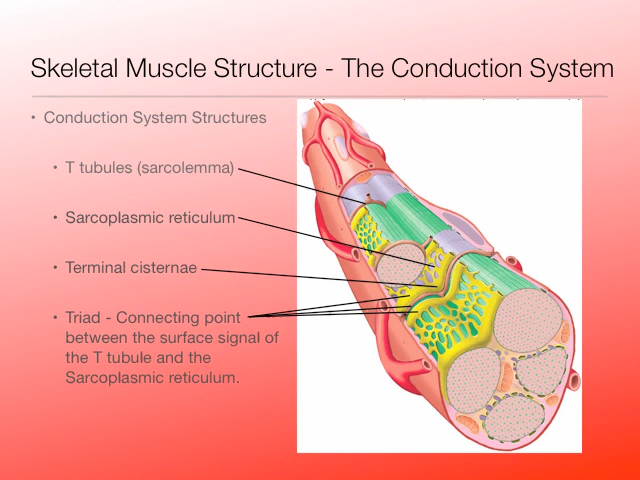 Skeletal Muscle Structure - The Conduction System
• Conduction System Structures
• T tubules (sarcolemma)
• Sarcoplasmic reticulum
• Terminal cisternae
• Triad - Connecting point
between the surface signal of
the T tubule and the
Sarcoplasmic reticulum.